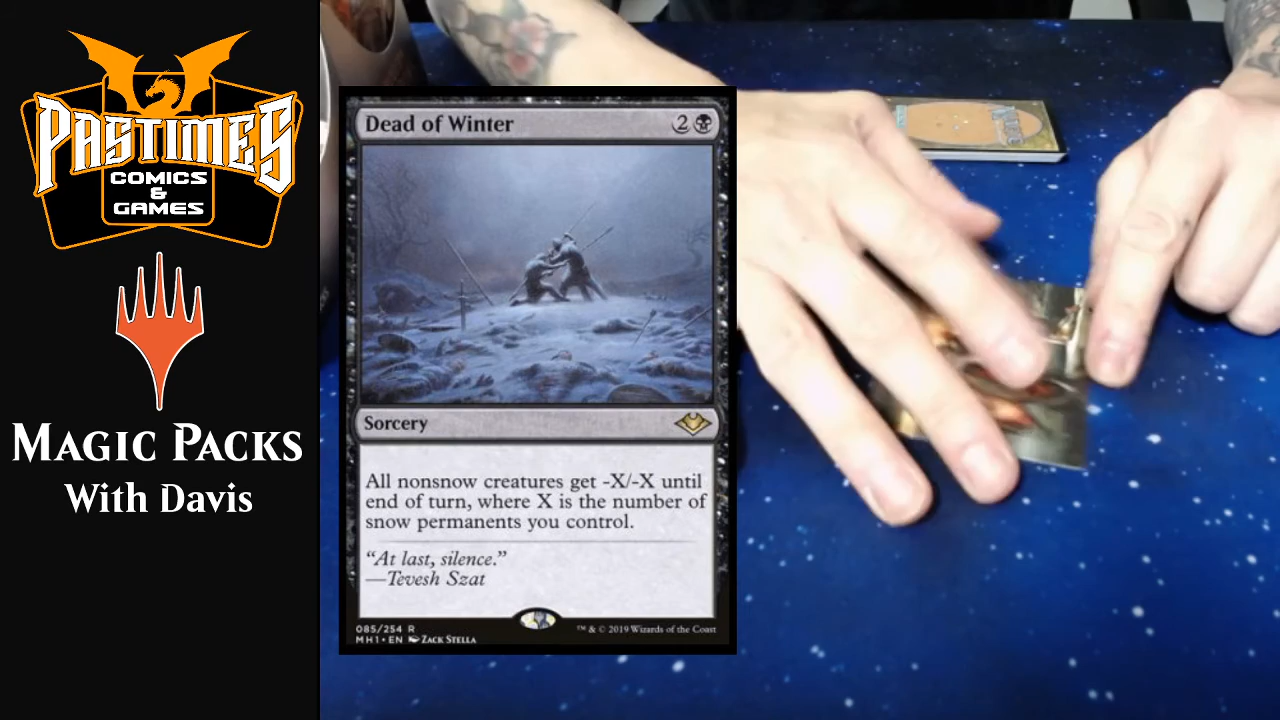 PASTIMES
COMICS
&
GAMES
MAGIC PACKS
With Davis
Dead of Winter
2
Sorcery
All nonsnow creatures get -X/-X until
end of turn, where X is the number of
snow permanents you control.
“At last, silence.”
—Tevesh Szat
085/254 R
MH1 • EN ZACK STELLA
™ & © 2019 Wizards of the Coast